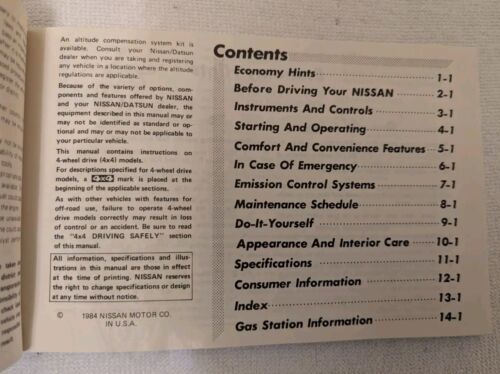 An altitude compensation system kit is
available. Consult your Nissan/Datsun
dealer when you are taking and registering
any vehicle in a location where the altitude
regulations are applicable.
Because of the variety of options, com-
ponents and features offered by NISSAN
and your NISSAN/DATSUN dealer, the
equipment described in this manual may or
may not be identified as standard or op-
tional and may or may not be applicable to
your particular vehicle.
This manual contains instructions on
4-wheel drive (4x4) models.
For descriptions specified for 4-wheel drive
models, a 4x4 mark is placed at the
beginning of the applicable sections.
As with other vehicles with features for
off-road use, failure to operate 4-wheel
drive models correctly may result in loss
of control or an accident. Be sure to read
the "4x4 DRIVING SAFELY" section
of this manual.
All information, specifications and illus-
trations in this manual are those in effect
at the time of printing. NISSAN reserves
the right to change specifications or design
at any time without notice.
© 1984 NISSAN MOTOR CO.
IN U.S.A.
Contents
Economy Hints 1-1
Before Driving Your NISSAN 2-1
Instruments And Controls 3-1
Starting And Operating 4-1
Comfort And Convenience Features 5-1
In Case Of Emergency 6-1
Emission Control Systems 7-1
Maintenance Schedule 8-1
Do-It-Yourself 9-1
Appearance And Interior Care 10-1
Specifications 11-1
Consumer Information 12-1
Index 13-1
Gas Station Information 14-1